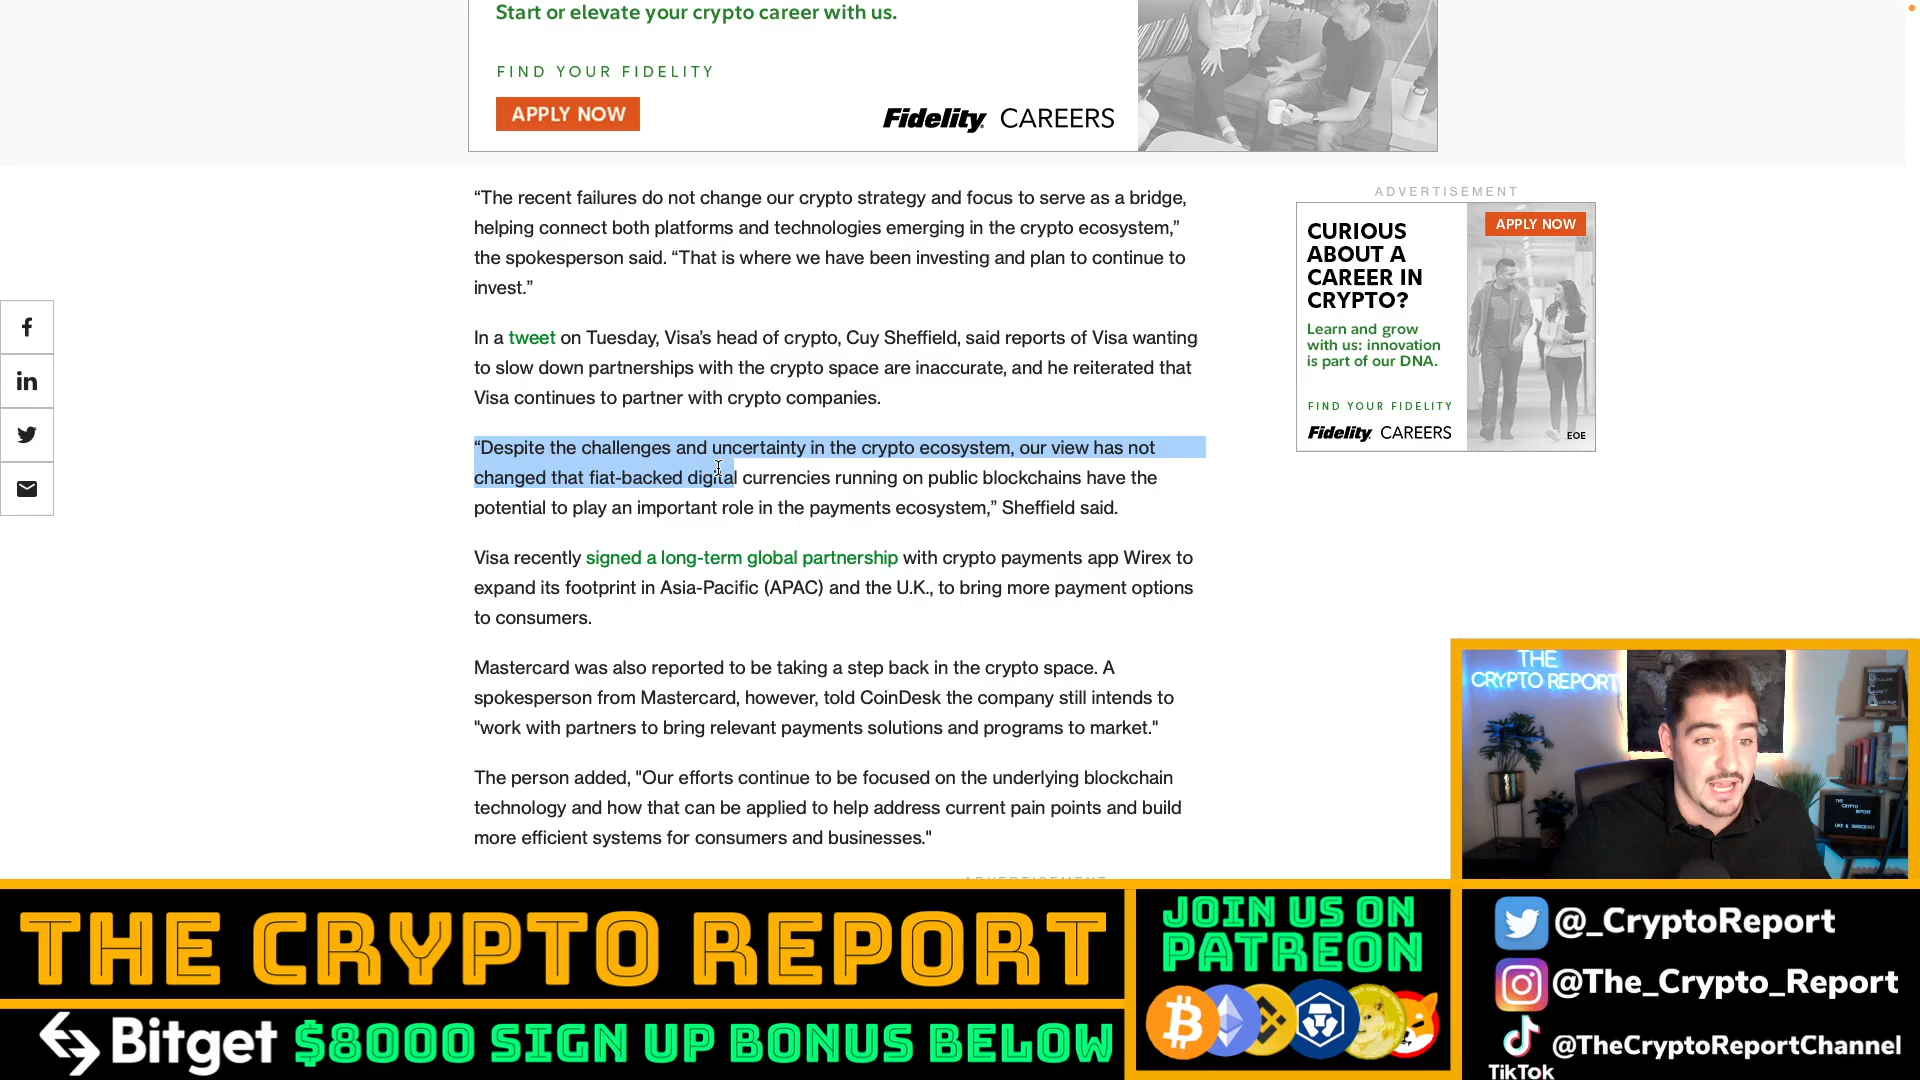 Start or elevate your crypto career with us.
FIND YOUR FIDELITY
APPLY NOW
Fidelity CAREERS
“The recent failures do not change our crypto strategy and focus to serve as a bridge,
helping connect both platforms and technologies emerging in the crypto ecosystem,”
the spokesperson said. “That is where we have been investing and plan to continue to
invest.”
In a tweet on Tuesday, Visa’s head of crypto, Cuy Sheffield, said reports of Visa wanting
to slow down partnerships with the crypto space are inaccurate, and he reiterated that
Visa continues to partner with crypto companies.
“Despite the challenges and uncertainty in the crypto ecosystem, our view has not
changed that fiat-backed digital currencies running on public blockchains have the
potential to play an important role in the payments ecosystem,” Sheffield said.
Visa recently signed a long-term global partnership with crypto payments app Wirex to
expand its footprint in Asia-Pacific (APAC) and the U.K., to bring more payment options
to consumers.
Mastercard was also reported to be taking a step back in the crypto space. A
spokesperson from Mastercard, however, told CoinDesk the company still intends to
"work with partners to bring relevant payments solutions and programs to market."
The person added, "Our efforts continue to be focused on the underlying blockchain
technology and how that can be applied to help address current pain points and build
more efficient systems for consumers and businesses."
ADVERTISEMENT
ADVERTISEMENT
CURIOUS
ABOUT A
CAREER IN
CRYPTO?
APPLY NOW
Learn and grow
with us: innovation
is part of our DNA.
FIND YOUR FIDELITY
Fidelity CAREERS
EOE
THE
CRYPTO REPORT
THE
CRYPTO
REPORT
LIKE & SUBSCRIBE
THE CRYPTO REPORT
Bitget $8000 SIGN UP BONUS BELOW
JOIN US ON
PATREON
@_CryptoReport
@The_Crypto_Report
@TheCryptoReportChannel
TikTok